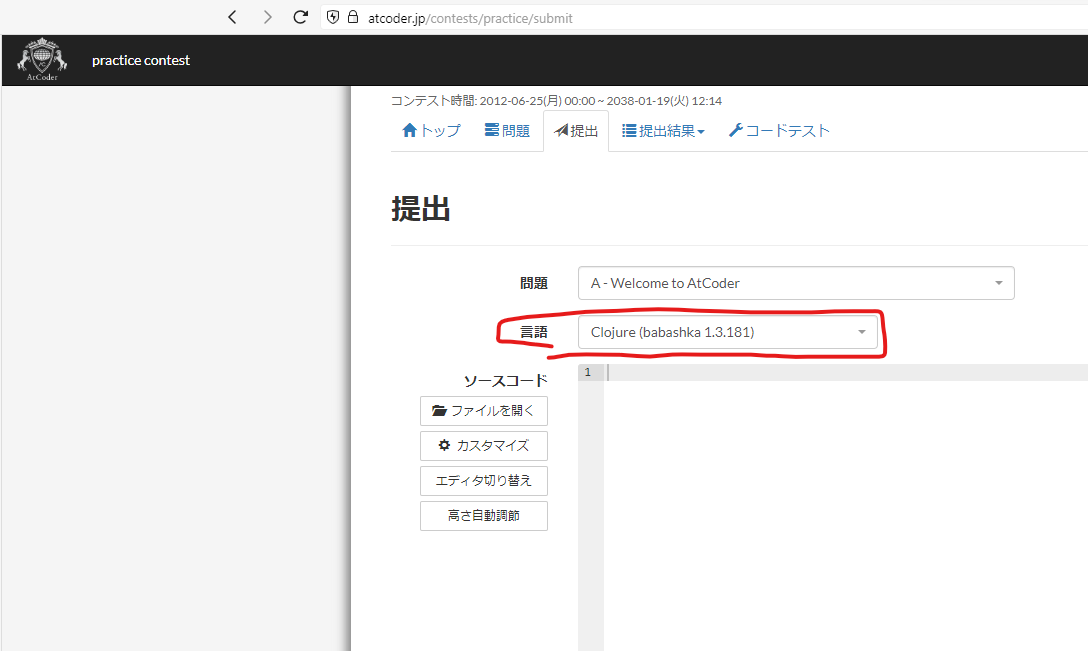 atcoder.jp/contests/practice/submit
AtCoder
practice contest
コンテスト時間: 2012-06-25(月) 00:00 ~ 2038-01-19(火) 12:14
トップ 問題 提出 提出結果 コードテスト
提出
問題 A - Welcome to AtCoder
言語 Clojure (babashka 1.3.181)
ソースコード 1
ファイルを開く
カスタマイズ
エディタ切り替え
高さ自動調節